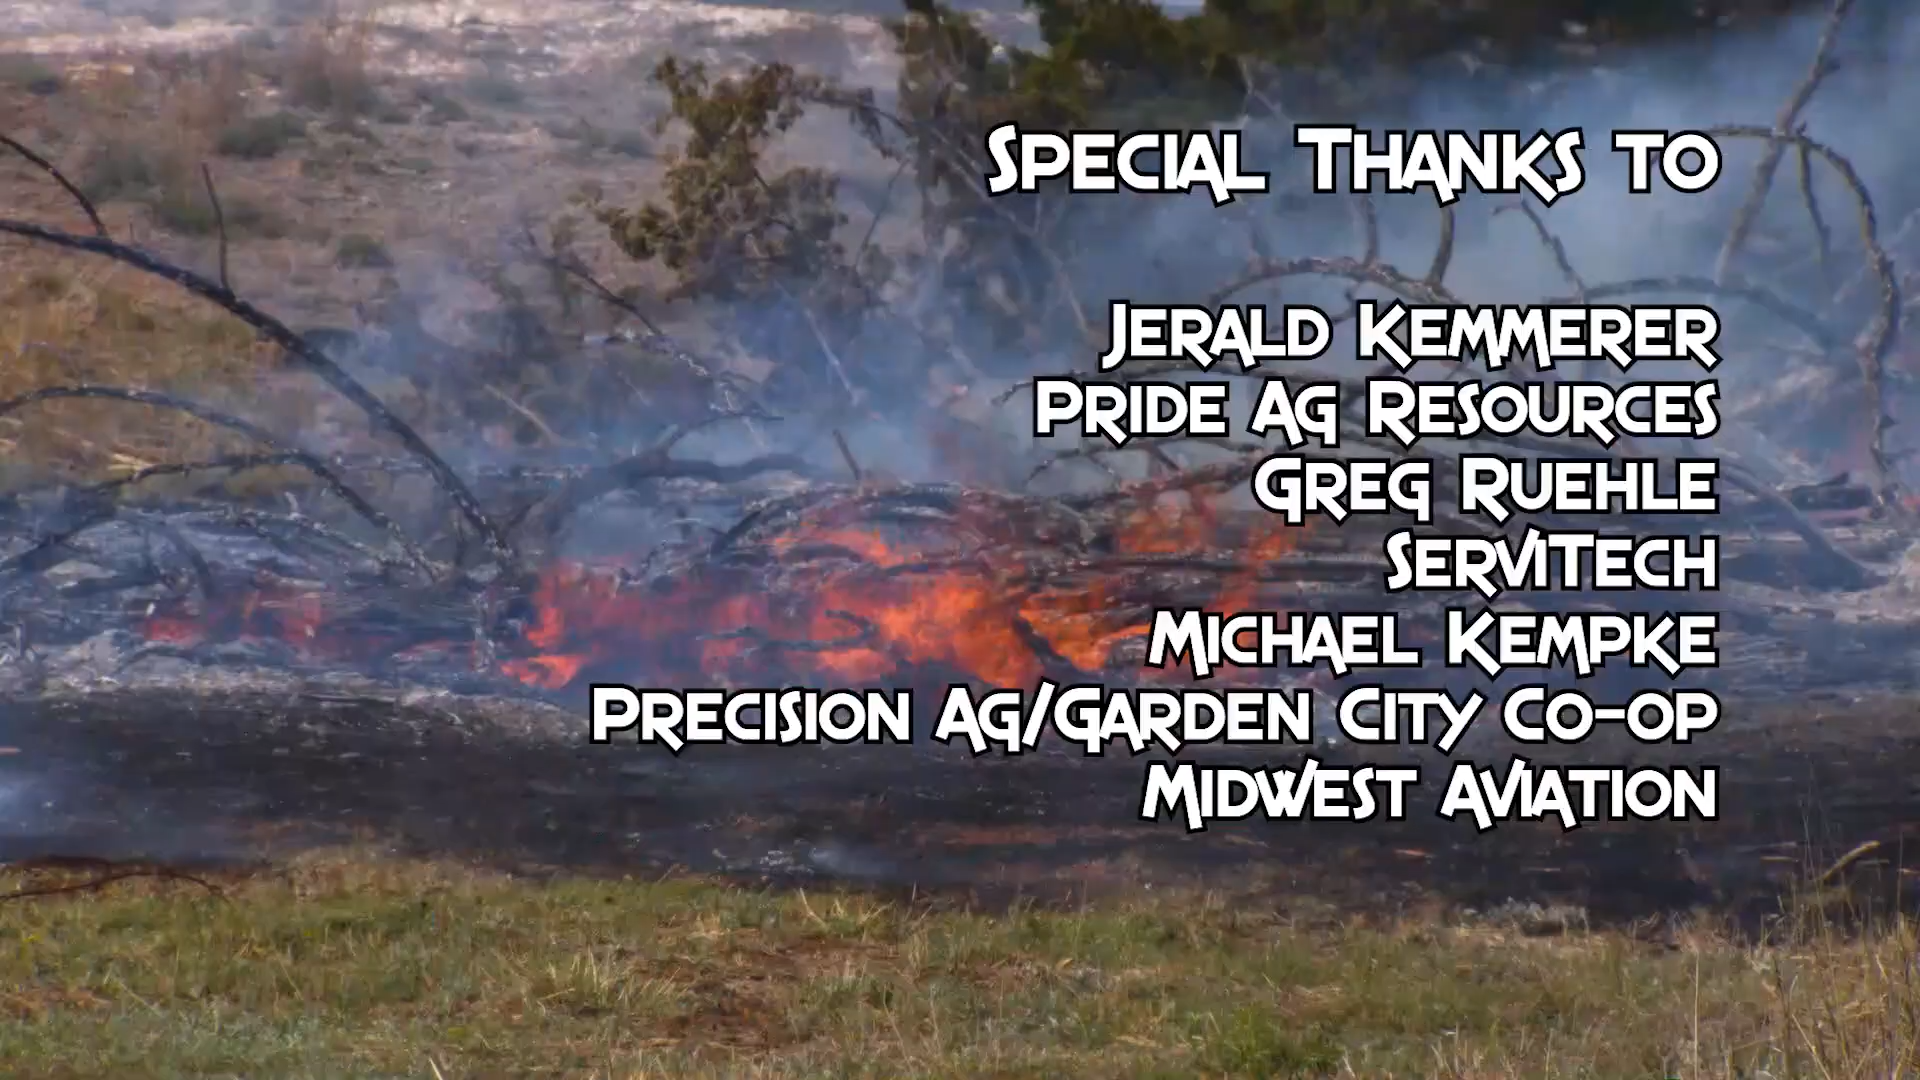 Special Thanks to
Jerald Kemmerer
Pride Ag Resources
Greg Ruehle
ServiTech
Michael Kempke
Precision Ag/Garden City Co-op
Midwest Aviation